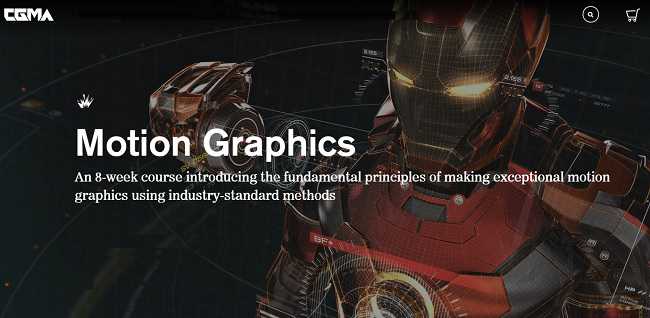 CGMA
Motion Graphics
An 8-week course introducing the fundamental principles of making exceptional motion
graphics using industry-standard methods